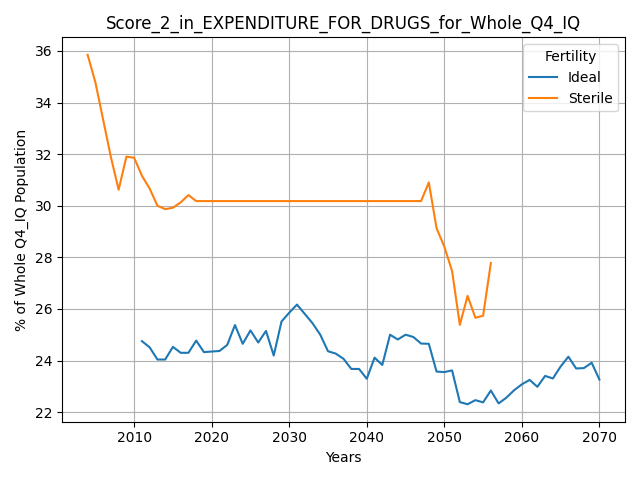 Score_2_in_EXPENDITURE_FOR_DRUGS_for_Whole_Q4_IQ
Fertility
Ideal
Sterile
% of Whole Q4_IQ Population
36
34
32
30
28
26
24
22
2010 2020 2030 2040 2050 2060 2070
Years